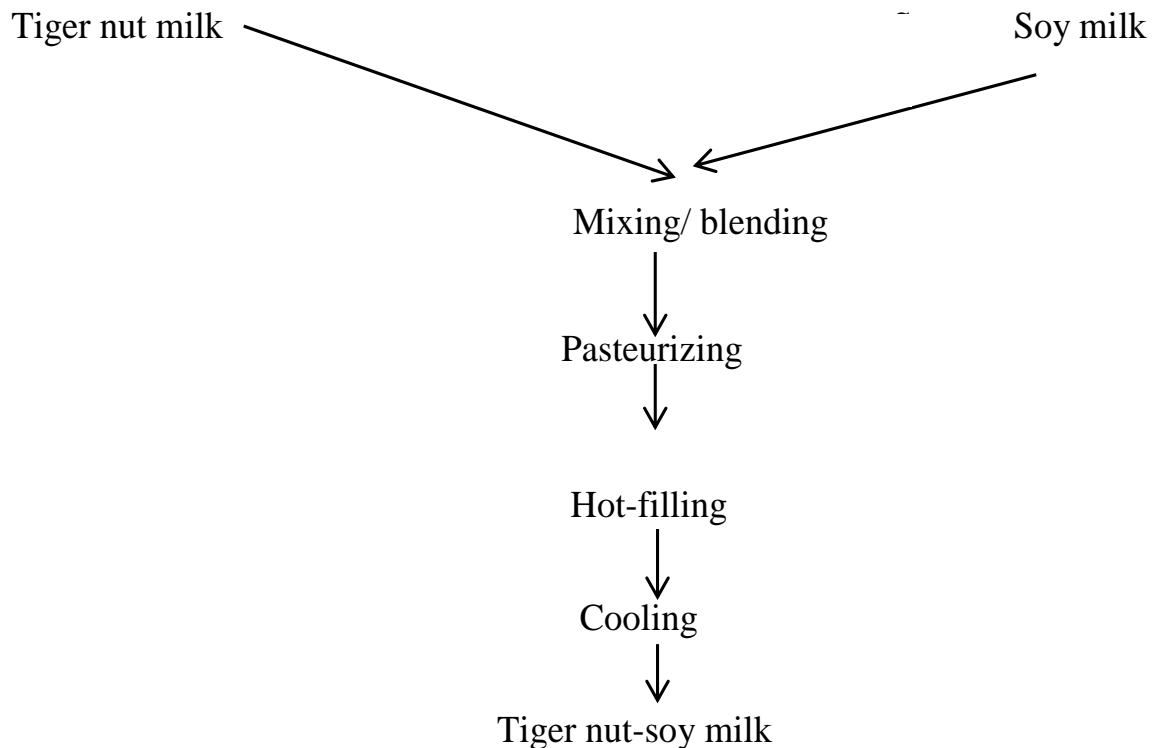 Tiger nut milk Soy milk
Mixing/ blending
Pasteurizing
Hot-filling
Cooling
Tiger nut-soy milk